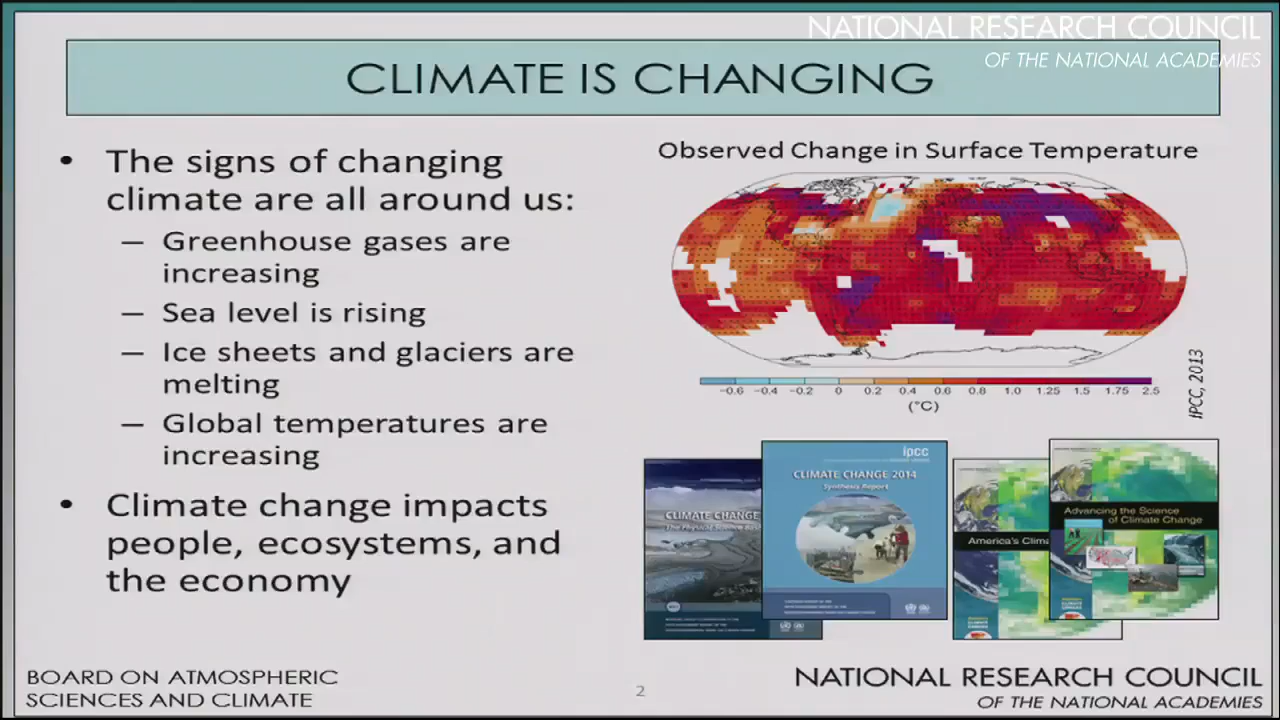 NATIONAL RESEARCH COUNCIL
OF THE NATIONAL ACADEMIES
CLIMATE IS CHANGING
• The signs of changing
climate are all around us:
– Greenhouse gases are
increasing
– Sea level is rising
– Ice sheets and glaciers are
melting
– Global temperatures are
increasing
• Climate change impacts
people, ecosystems, and
the economy
Observed Change in Surface Temperature
−0.6 −0.4 −0.2 0 0.2 0.4 0.6 0.8 1.0 1.25 1.5 1.75 2.5
(°C)
IPCC, 2013
CLIMATE CHANGE
The Physical Science Bas
ipcc
CLIMATE CHANGE 2014
Synthesis Report
America's Clima
Advancing the Science
of Climate Change
BOARD ON ATMOSPHERIC
SCIENCES AND CLIMATE
2
NATIONAL RESEARCH COUNCIL
OF THE NATIONAL ACADEMIES